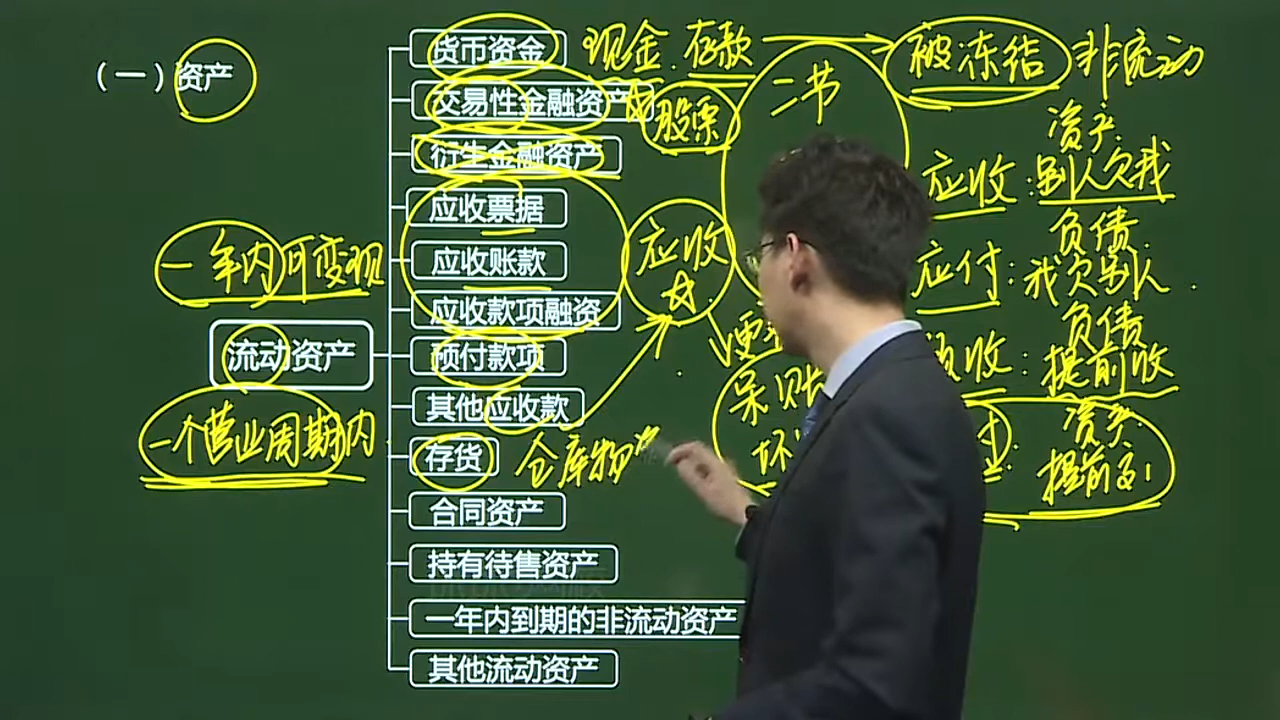 （一）资产
货币资金
现金.存款
被冻结
非流动
交易性金融资产
股票
二节
衍生金融资产
应收票据
应收账款
应收款项融资
应收
一年内可变现
流动资产
一个营业周期内
预付款项
其他应收款
存货
仓库物
合同资产
持有待售资产
一年内到期的非流动资产
其他流动资产
呆账
坏
资产
应收:别人欠我
负债
应付:我欠别人
负债
收:提前收
资产
提前